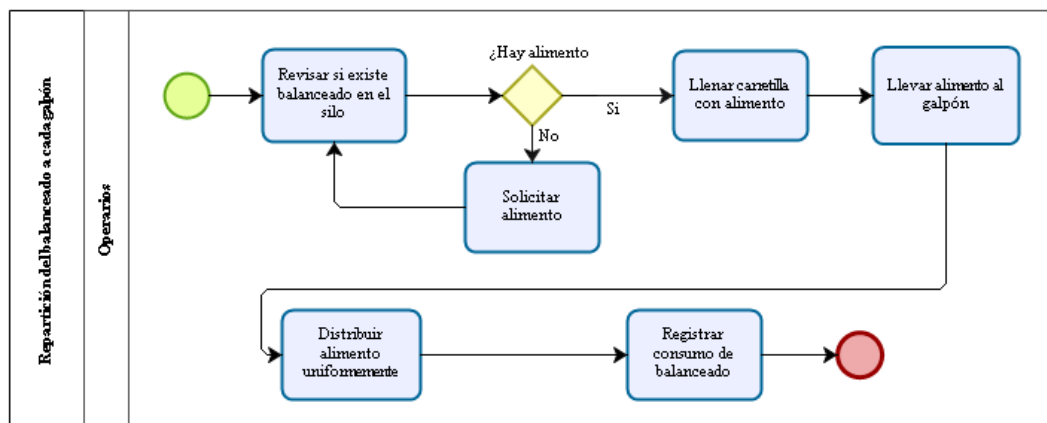 Repartición del balanceado a cada galpón
Operarios
Revisar si existe
balanceado en el
silo
¿Hay alimento
Si
No
Llenar carretilla
con alimento
Llevar alimento al
galpón
Solicitar
alimento
Distribuir
alimento
uniformemente
Registrar
consumo de
balanceado